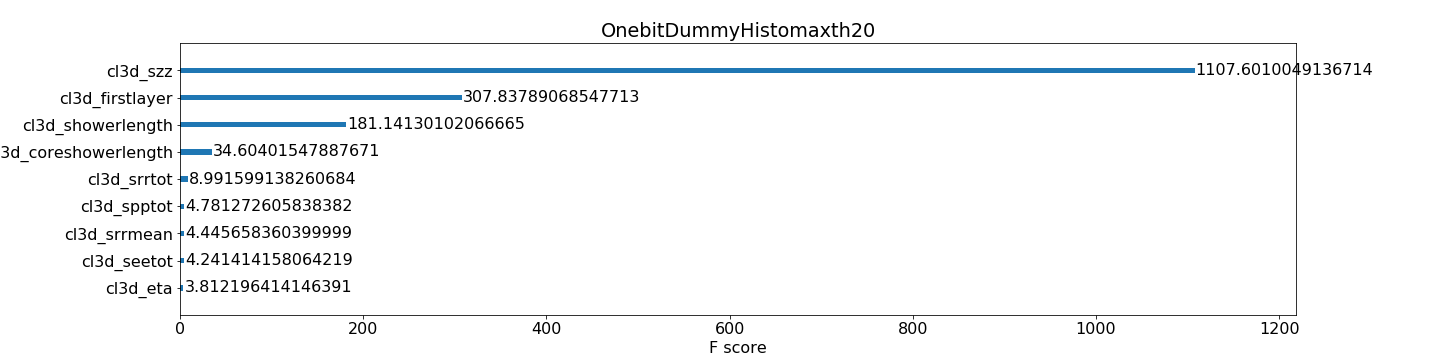 OnebitDummyHistomaxth20
cl3d_szz 1107.6010049136714
cl3d_firstlayer 307.83789068547713
cl3d_showerlength 181.14130102066665
3d_coreshowerlength 34.60401547887671
cl3d_srrtot 8.991599138260684
cl3d_spptot 4.781272605838382
cl3d_srrmean 4.445658360399999
cl3d_seetot 4.241414158064219
cl3d_eta 3.812196414146391
0 200 400 600 800 1000 1200
F score